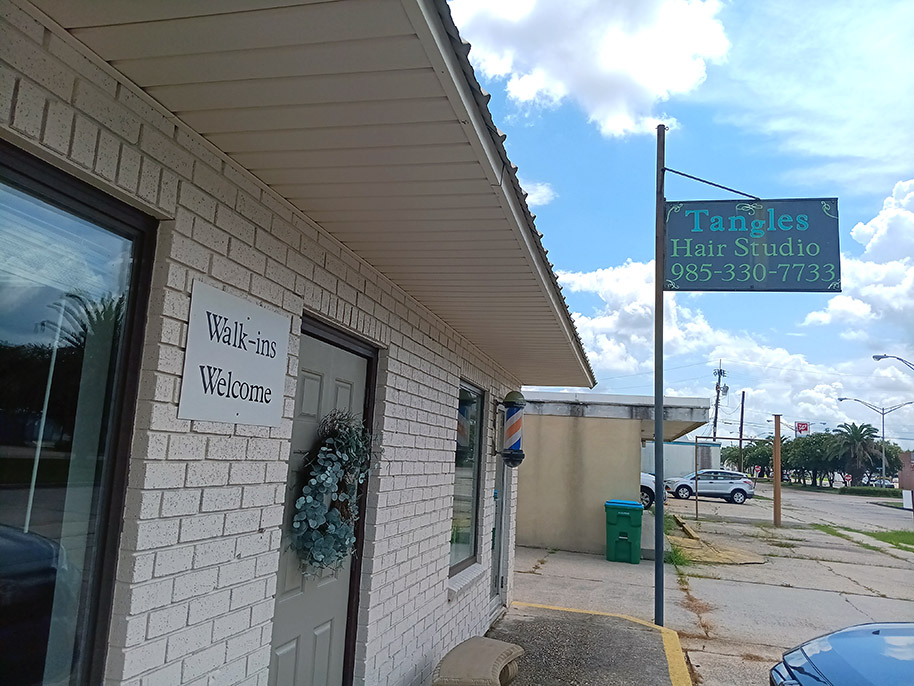 Walk-ins
Welcome
Tangles
Hair Studio
985-330-7733